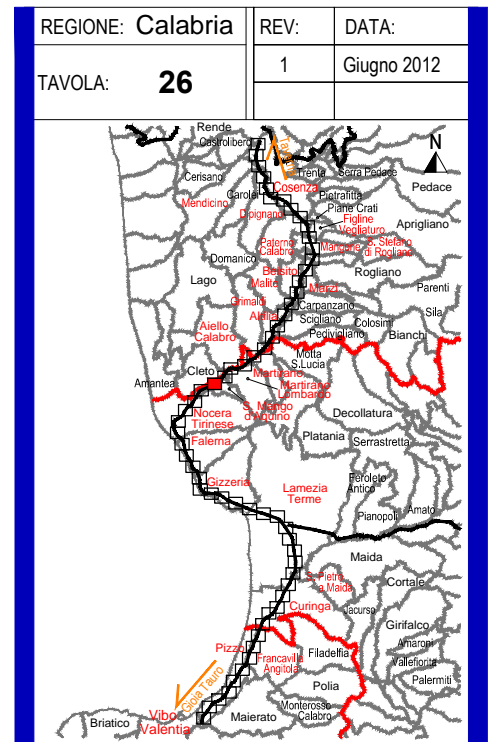 REGIONE: Calabria
REV:
DATA:
TAVOLA: 26
1
Giugno 2012
N
Rende
Castrolibero
Taranto
Trenta
Serra Pedace
Cerisano
Cosenza
Pedace
Carolei
Pietrafitta
Mendicino
Dipignano
Piane Crati
Figline
Vegliaturo
Aprigliano
Paterno
Calabro
Mangone
S. Stefano
di Rogliano
Domanico
Belsito
Rogliano
Lago
Malito
Marzi
Parenti
Grimaldi
Carpanzano
Sila
Altilia
Scigliano
Colosimi
Aiello
Calabro
Pedivigliano
Bianchi
Motta
S.Lucia
Cleto
Martirano
Amantea
Martirano
Lombardo
S. Mango
d'Aquino
Nocera
Tirinese
Decollatura
Platania
Falerna
Serrastretta
Gizzeria
Lamezia
Terme
Feroleto
Antico
Amato
Pianopoli
Maida
S. Pietro
a Maida
Cortale
Curinga
Jacurso
Girifalco
Pizzo
Amaroni
Francavilla
Angitola
Filadelfia
Vallefiorita
Palermiti
Polia
Gioia Tauro
Monterosso
Calabro
Briatico
Vibo
Valentia
Maierato